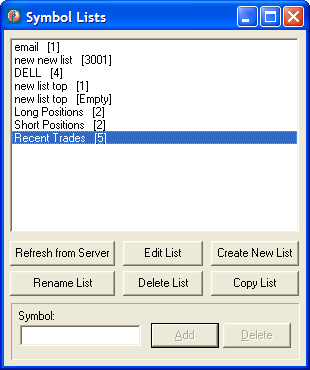 Symbol Lists
email [1]
new new list [3001]
DELL [4]
new list top [1]
new list top [Empty]
Long Positions [2]
Short Positions [2]
Recent Trades [5]
Refresh from Server Edit List Create New List
Rename List Delete List Copy List
Symbol:
Add Delete